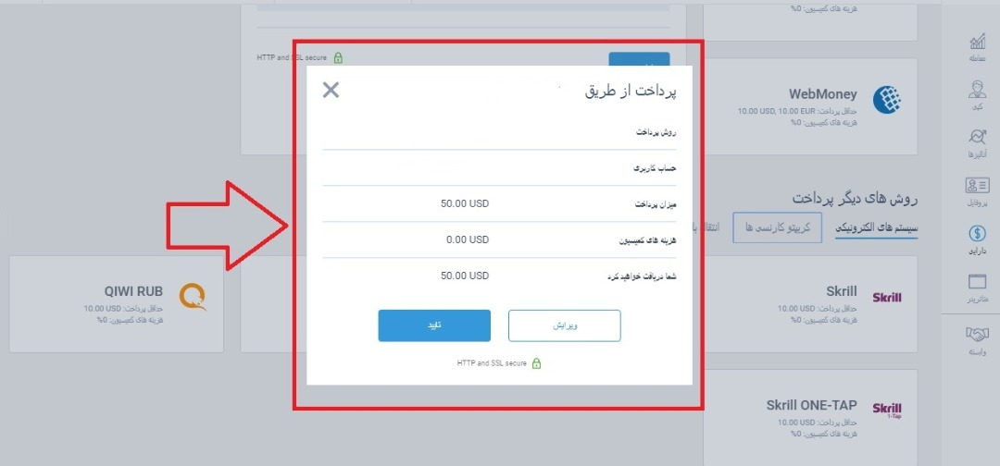 هزینه های کمیسیون: 0%
HTTP and SSL secure
WebMoney
حداقل پرداخت: 10.00 USD, 10.00 EUR
هزینه های کمیسیون: 0%
پرداخت از طریق
روش پرداخت
حساب کاربری
میزان پرداخت
50.00 USD
هزینه های کمیسیون
0.00 USD
شما دریافت خواهید کرد
50.00 USD
ویرایش
تایید
HTTP and SSL secure
روش های دیگر پرداخت
سیستم های الکترونیکی
کریپتو کارنسی ها
Skrill
Skrill
حداقل پرداخت: 10.00 USD
هزینه های کمیسیون: 0%
QIWI RUB
حداقل پرداخت: 10.00 USD
هزینه های کمیسیون: 0%
Skrill ONE-TAP
Skrill
1-Tap
حداقل پرداخت: 10.00 USD
هزینه های کمیسیون: 0%
معامله
کپی
آنالیزها
پروفایل
دارایی
متاتریدر
وابسته